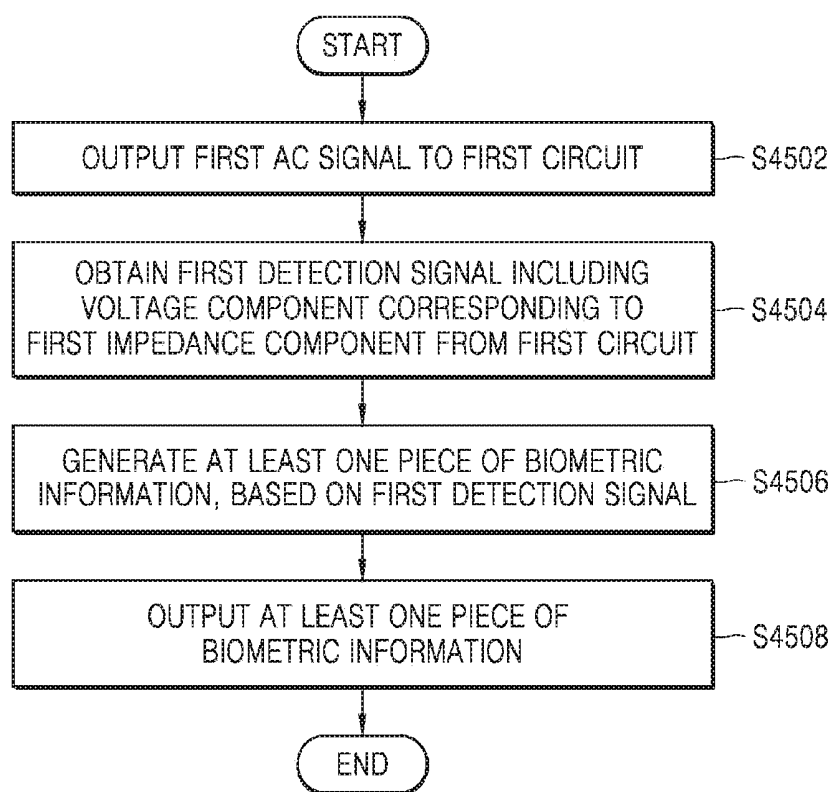 START
OUTPUT FIRST AC SIGNAL TO FIRST CIRCUIT
S4502
OBTAIN FIRST DETECTION SIGNAL INCLUDING
VOLTAGE COMPONENT CORRESPONDING TO
FIRST IMPEDANCE COMPONENT FROM FIRST CIRCUIT
S4504
GENERATE AT LEAST ONE PIECE OF BIOMETRIC
INFORMATION, BASED ON FIRST DETECTION SIGNAL
S4506
OUTPUT AT LEAST ONE PIECE OF
BIOMETRIC INFORMATION
S4508
END